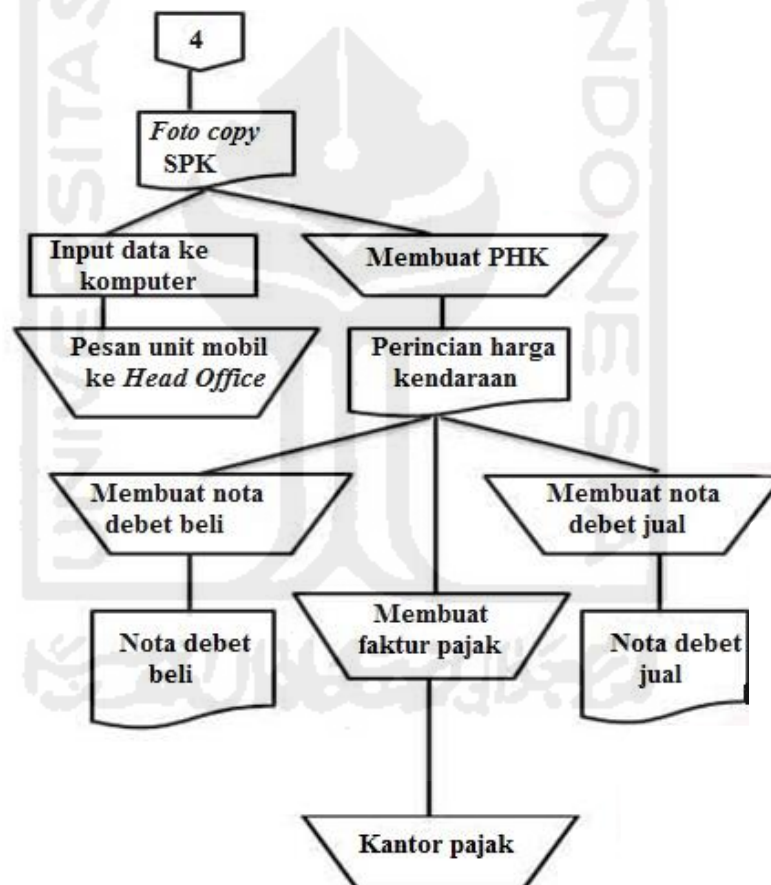 4
Foto copy
SPK
Input data ke
komputer
Membuat PHK
Pesan unit mobil
ke Head Office
Perincian harga
kendaraan
Membuat nota
debet beli
Membuat nota
debet jual
Nota debet
beli
Membuat
faktur pajak
Nota debet
jual
Kantor pajak